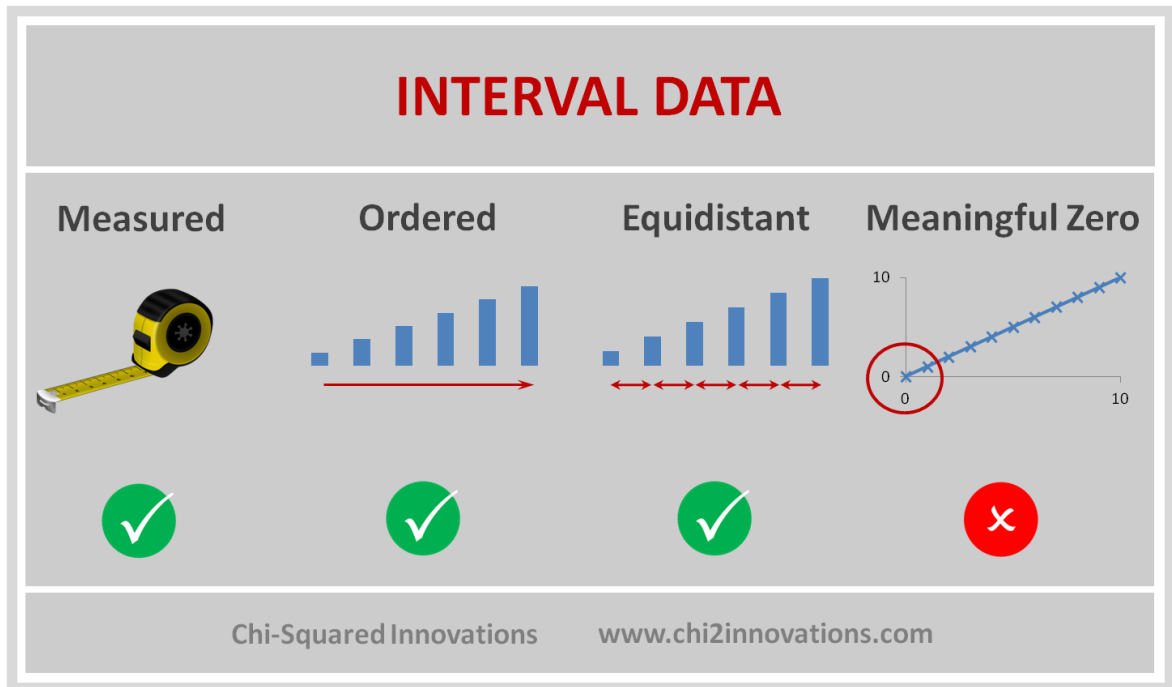 INTERVAL DATA
Measured
Ordered
Equidistant
Meaningful Zero
10
0
0
10
Chi-Squared Innovations www.chi2innovations.com